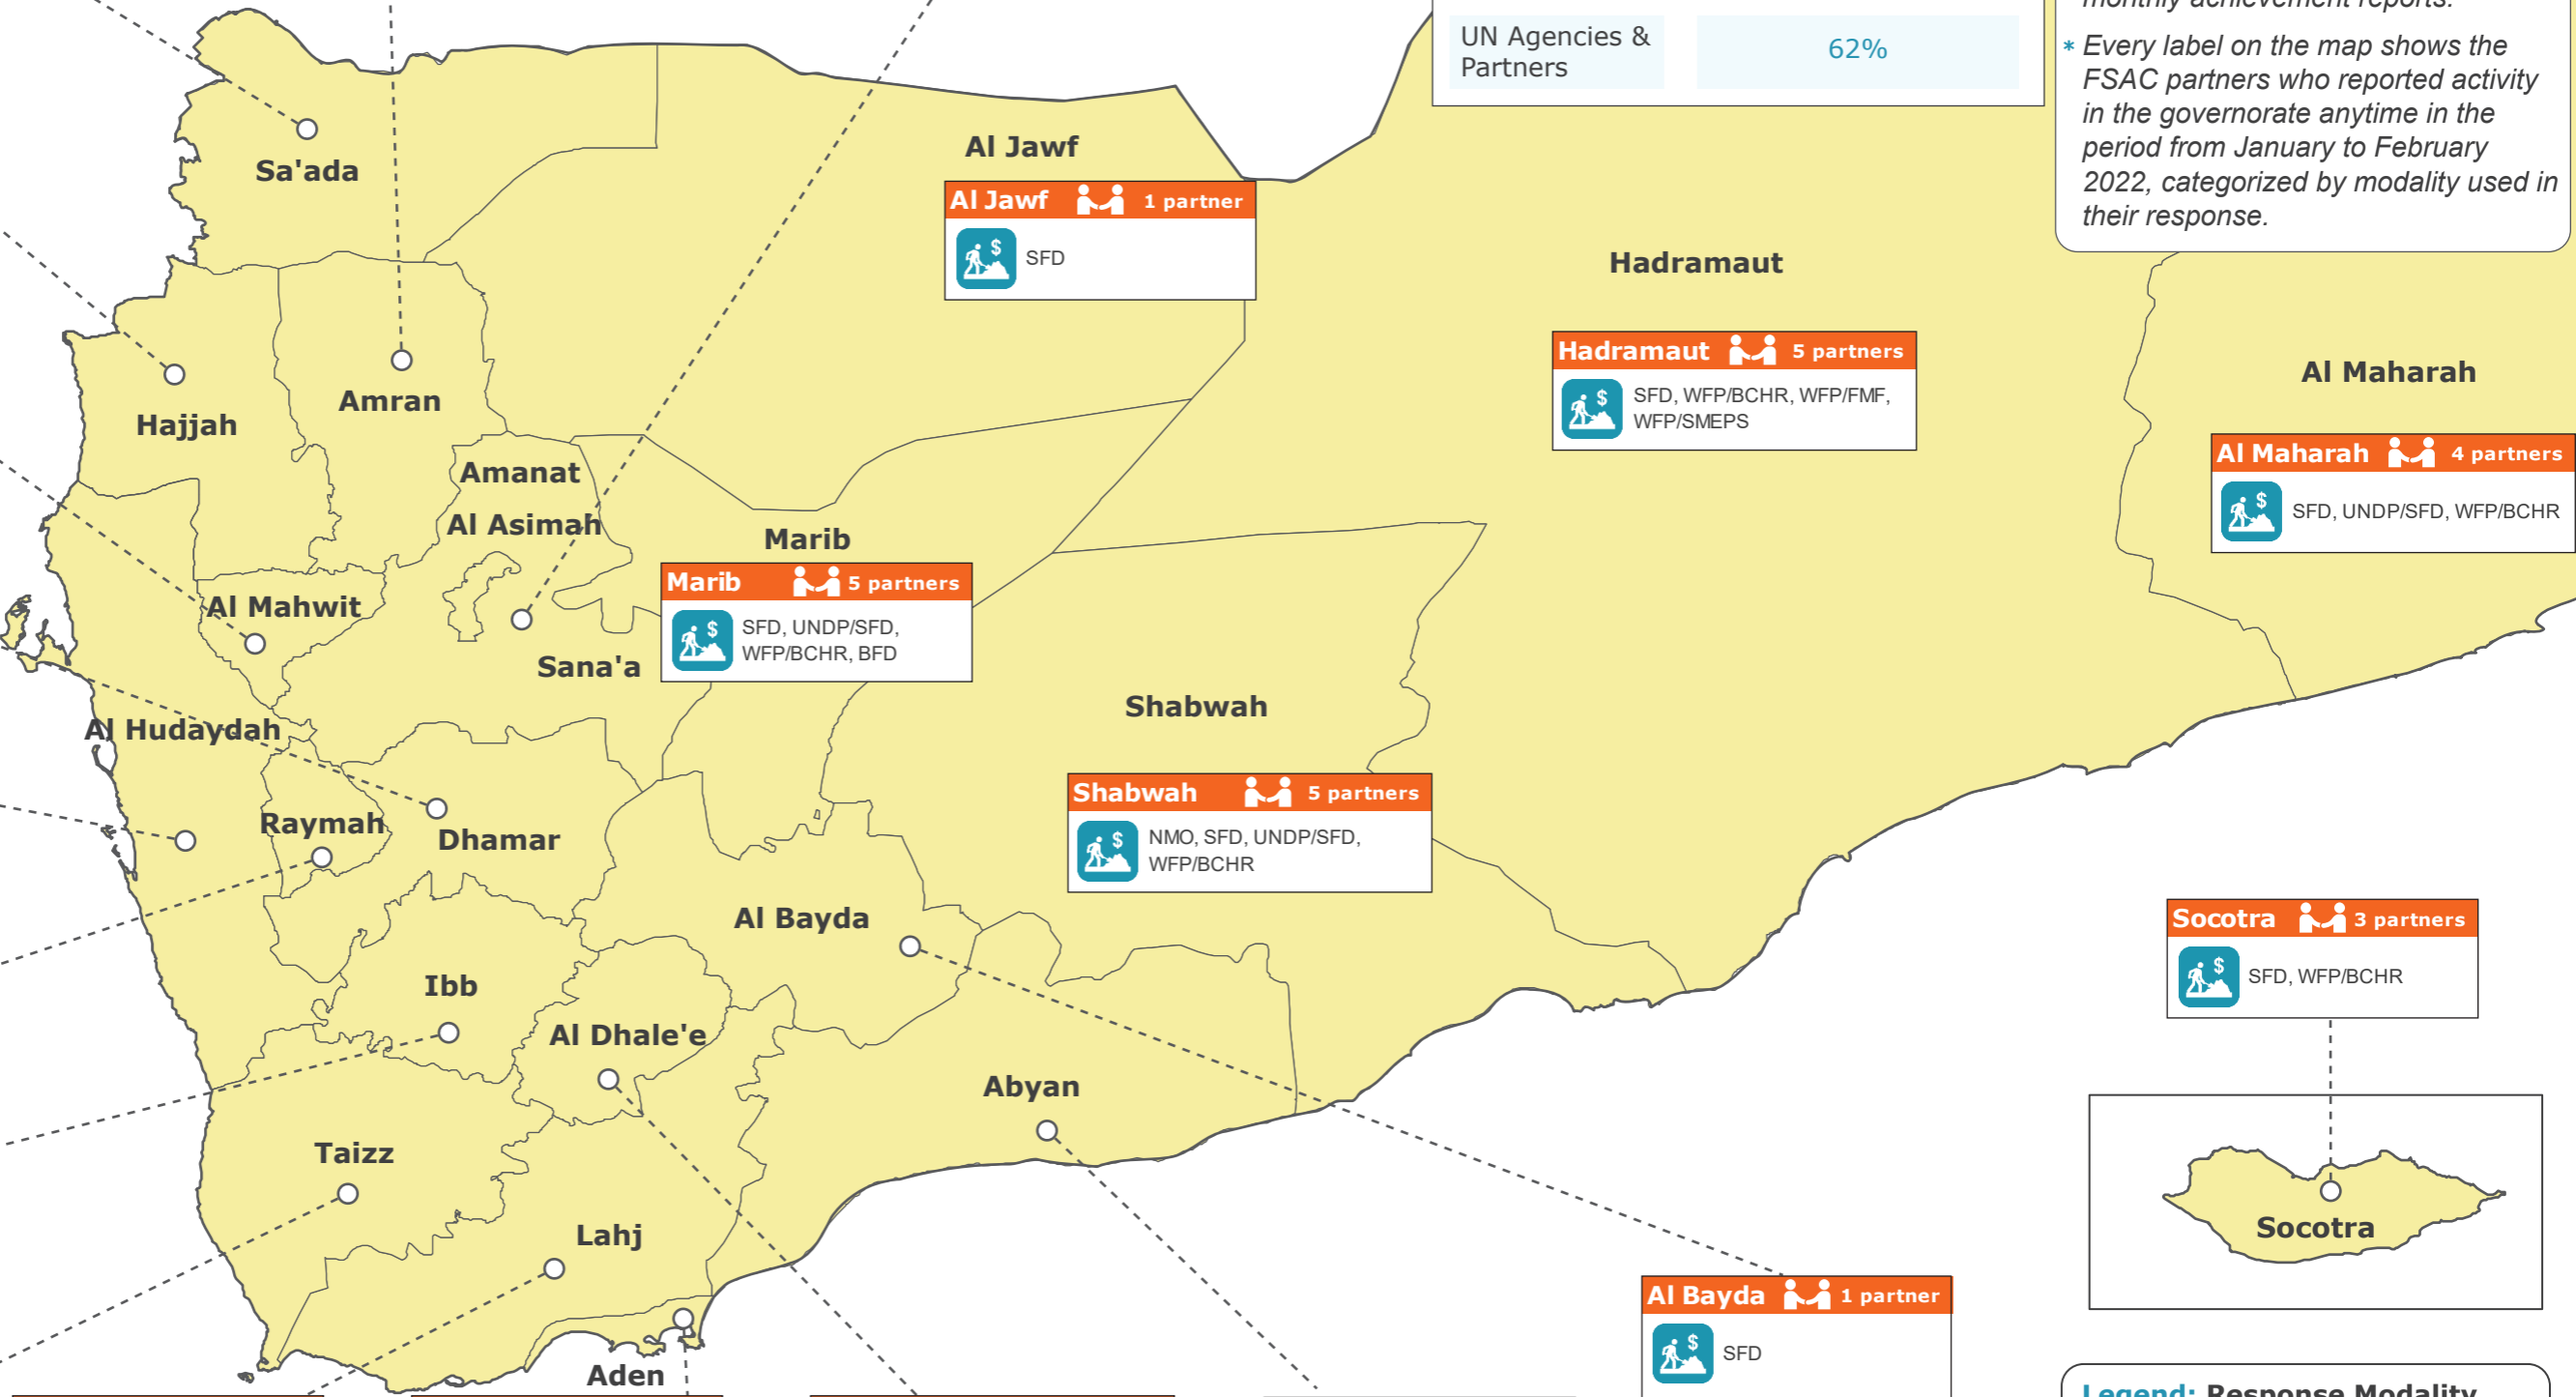 monthly achievement reports.
UN Agencies &
Partners
62%
* Every label on the map shows the
FSAC partners who reported activity
in the governorate anytime in the
period from January to February
2022, categorized by modality used in
their response.
Sa'ada
Al Jawf
Al Jawf 1 partner
$
SFD
Hadramaut
Hadramaut 5 partners
$
SFD, WFP/BCHR, WFP/FMF,
WFP/SMEPS
Al Maharah
Al Maharah 4 partners
$
SFD, UNDP/SFD, WFP/BCHR
Hajjah
Amran
Amanat
Al Asimah
Marib
Marib 5 partners
$
SFD, UNDP/SFD,
WFP/BCHR, BFD
Al Mahwit
Sana'a
Shabwah
Shabwah 5 partners
$
NMO, SFD, UNDP/SFD,
WFP/BCHR
Al Hudaydah
Raymah
Dhamar
Al Bayda
Socotra 3 partners
$
SFD, WFP/BCHR
Ibb
Al Dhale'e
Abyan
Taizz
Lahj
Socotra
Al Bayda 1 partner
$
SFD
Aden
Legend: Response Modality